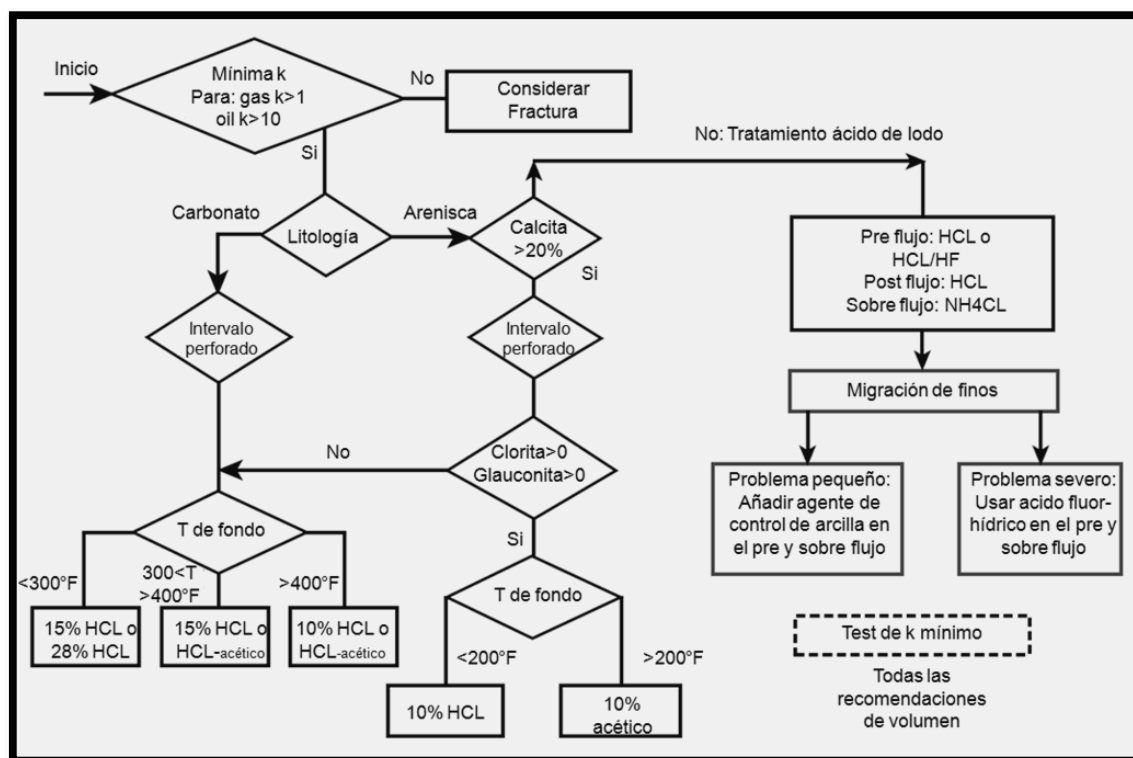 Inicio
Mínima k
Para: gas k>1
oil k>10
No
Considerar
Fractura
Si
No: Tratamiento ácido de lodo
Carbonato
Litología
Arenisca
Calcita
>20%
Si
Pre flujo: HCL o
HCL/HF
Post flujo: HCL
Sobre flujo: NH4CL
Intervalo
perforado
Intervalo
perforado
Migración de finos
No
Clorita>0
Glauconita>0
Problema pequeño:
Añadir agente de
control de arcilla en
el pre y sobre flujo
Problema severo:
Usar acido fluor-
hídrico en el pre y
sobre flujo
T de fondo
Si
<300°F
300<T
>400°F
>400°F
15% HCL o
28% HCL
15% HCL o
HCL-acético
10% HCL o
HCL-acético
T de fondo
<200°F
>200°F
10% HCL
10%
acético
Test de k mínimo
Todas las
recomendaciones
de volumen